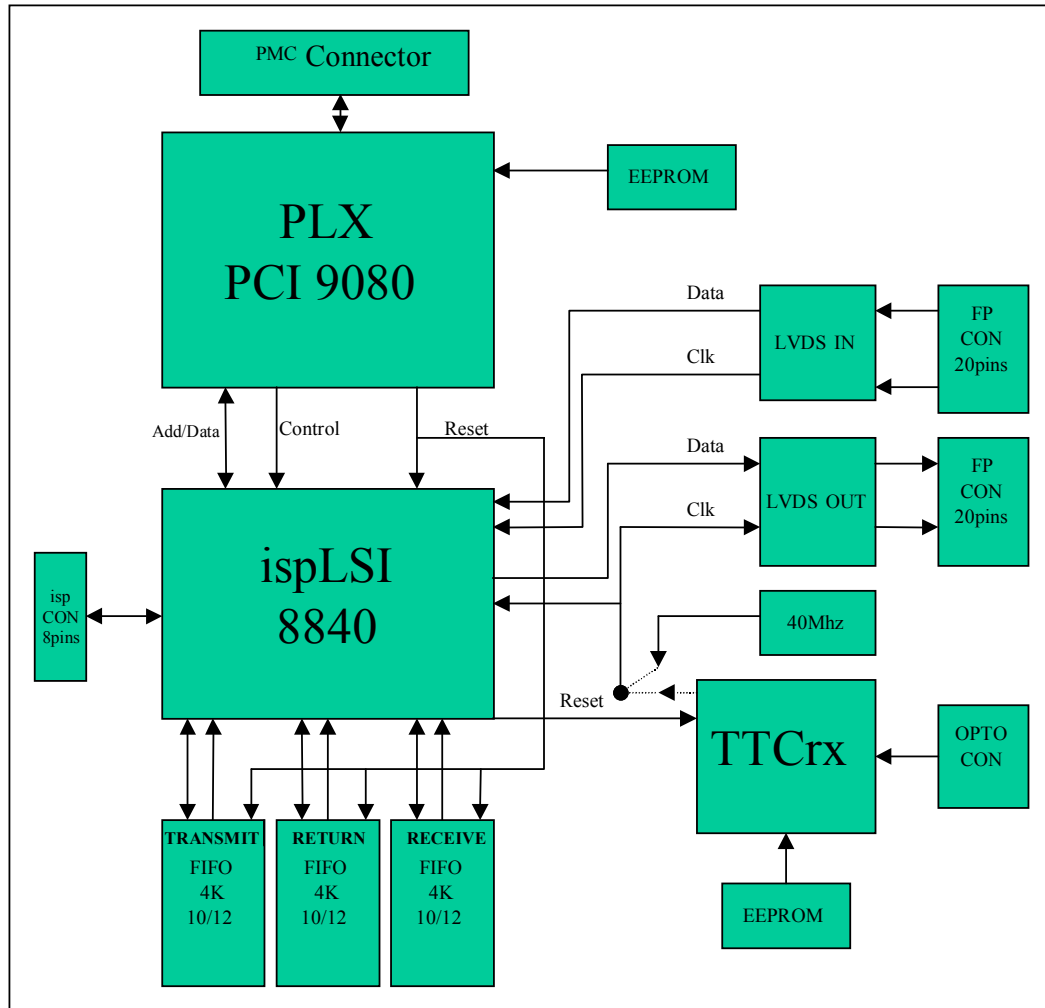 PMC Connector
PLX
PCI 9080
EEPROM
Data
Clk
LVDS IN
FP
CON
20pins
Add/Data
Control
Reset
Data
Clk
LVDS OUT
FP
CON
20pins
ispLSI
8840
isp
CON
8pins
40Mhz
Reset
TTCrx
OPTO
CON
TRANSMIT
FIFO
4K
10/12
RETURN
FIFO
4K
10/12
RECEIVE
FIFO
4K
10/12
EEPROM